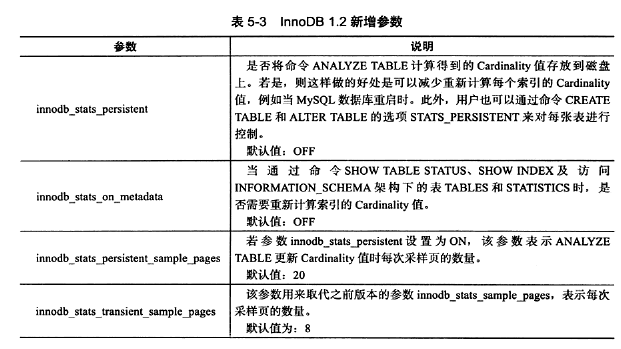 表 5-3 InnoDB 1.2 新增参数
参数
说明
innodb_stats_persistent
是否将命令 ANALYZE TABLE 计算得到的 Cardinality 值存放到磁盘
上。若是，则这样做的好处是可以减少重新计算每个索引的 Cardinality
值，例如当 MySQL 数据库重启时。此外，用户也可以通过命令 CREATE
TABLE 和 ALTER TABLE 的选项 STATS_PERSISTENT 来对每张表进行
控制。
默认值：OFF
innodb_stats_on_metadata
当通过命令 SHOW TABLE STATUS、SHOW INDEX 及访问
INFORMATION_SCHEMA 架构下的表 TABLES 和 STATISTICS 时，是
否需要重新计算索引的 Cardinality 值。
默认值：OFF
innodb_stats_persistent_sample_pages
若参数 innodb_stats_persistent 设置为 ON，该参数表示 ANALYZE
TABLE 更新 Cardinality 值时每次采样页的数量。
默认值：20
innodb_stats_transient_sample_pages
该参数用来取代之前版本的参数 innodb_stats_sample_pages，表示每次
采样页的数量。
默认值为：8